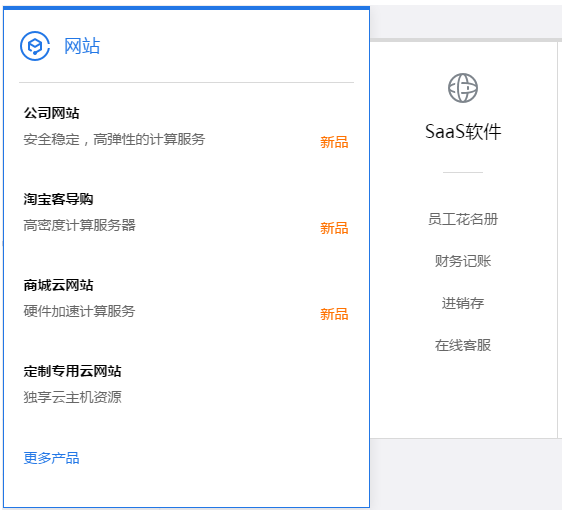 网站
公司网站
安全稳定，高弹性的计算服务
新品
淘宝客导购
高密度计算服务器
新品
商城云网站
硬件加速计算服务
新品
定制专用云网站
独享云主机资源
更多产品
SaaS软件
员工花名册
财务记账
进销存
在线客服